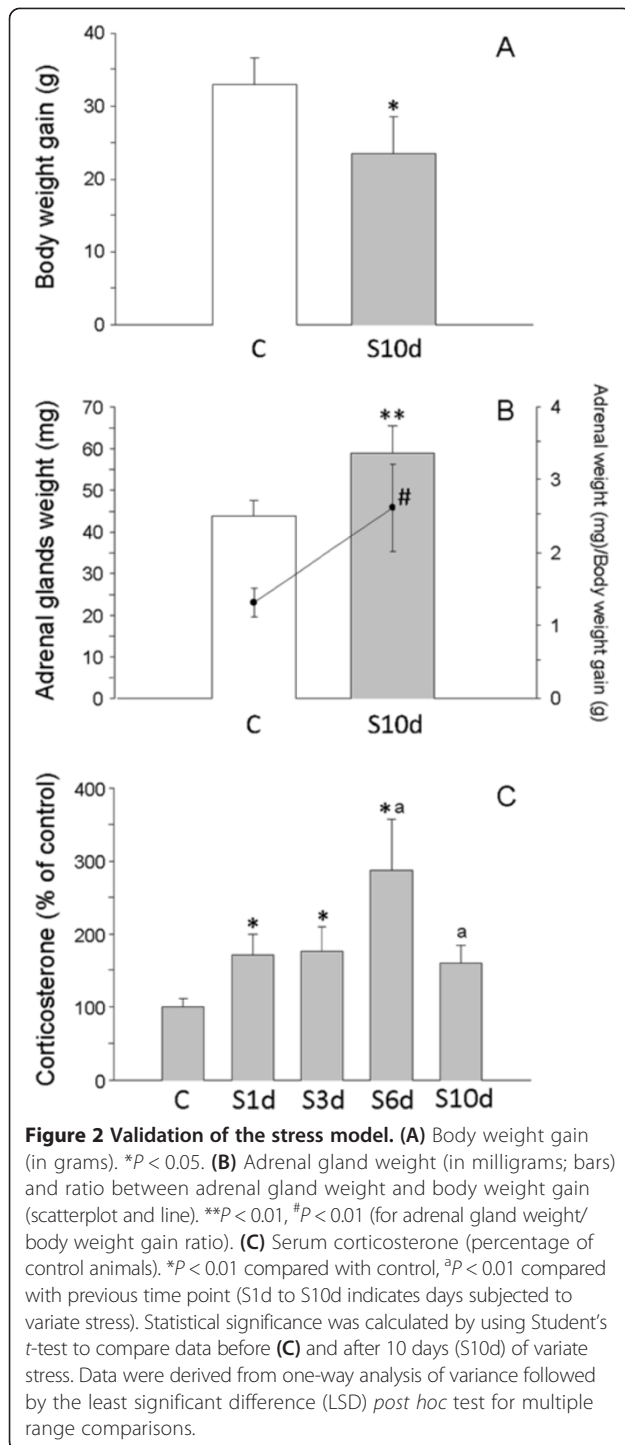 40
30
20
10
0
Body weight gain (g)
A
*
C
S10d
70
60
50
40
30
20
10
0
Adrenal glands weight (mg)
B
**
#
4
3
2
1
0
Adrenal weight (mg)/Body weight gain (g)
C
S10d
400
300
200
100
0
Corticosterone (% of control)
C
*
*
* a
a
C
S1d
S3d
S6d
S10d
Figure 2 Validation of the stress model. (A) Body weight gain
(in grams). *P < 0.05. (B) Adrenal gland weight (in milligrams; bars)
and ratio between adrenal gland weight and body weight gain
(scatterplot and line). **P < 0.01, #P < 0.01 (for adrenal gland weight/
body weight gain ratio). (C) Serum corticosterone (percentage of
control animals). *P < 0.01 compared with control, aP < 0.01 compared
with previous time point (S1d to S10d indicates days subjected to
variate stress). Statistical significance was calculated by using Student's
t-test to compare data before (C) and after 10 days (S10d) of variate
stress. Data were derived from one-way analysis of variance followed
by the least significant difference (LSD) post hoc test for multiple
range comparisons.